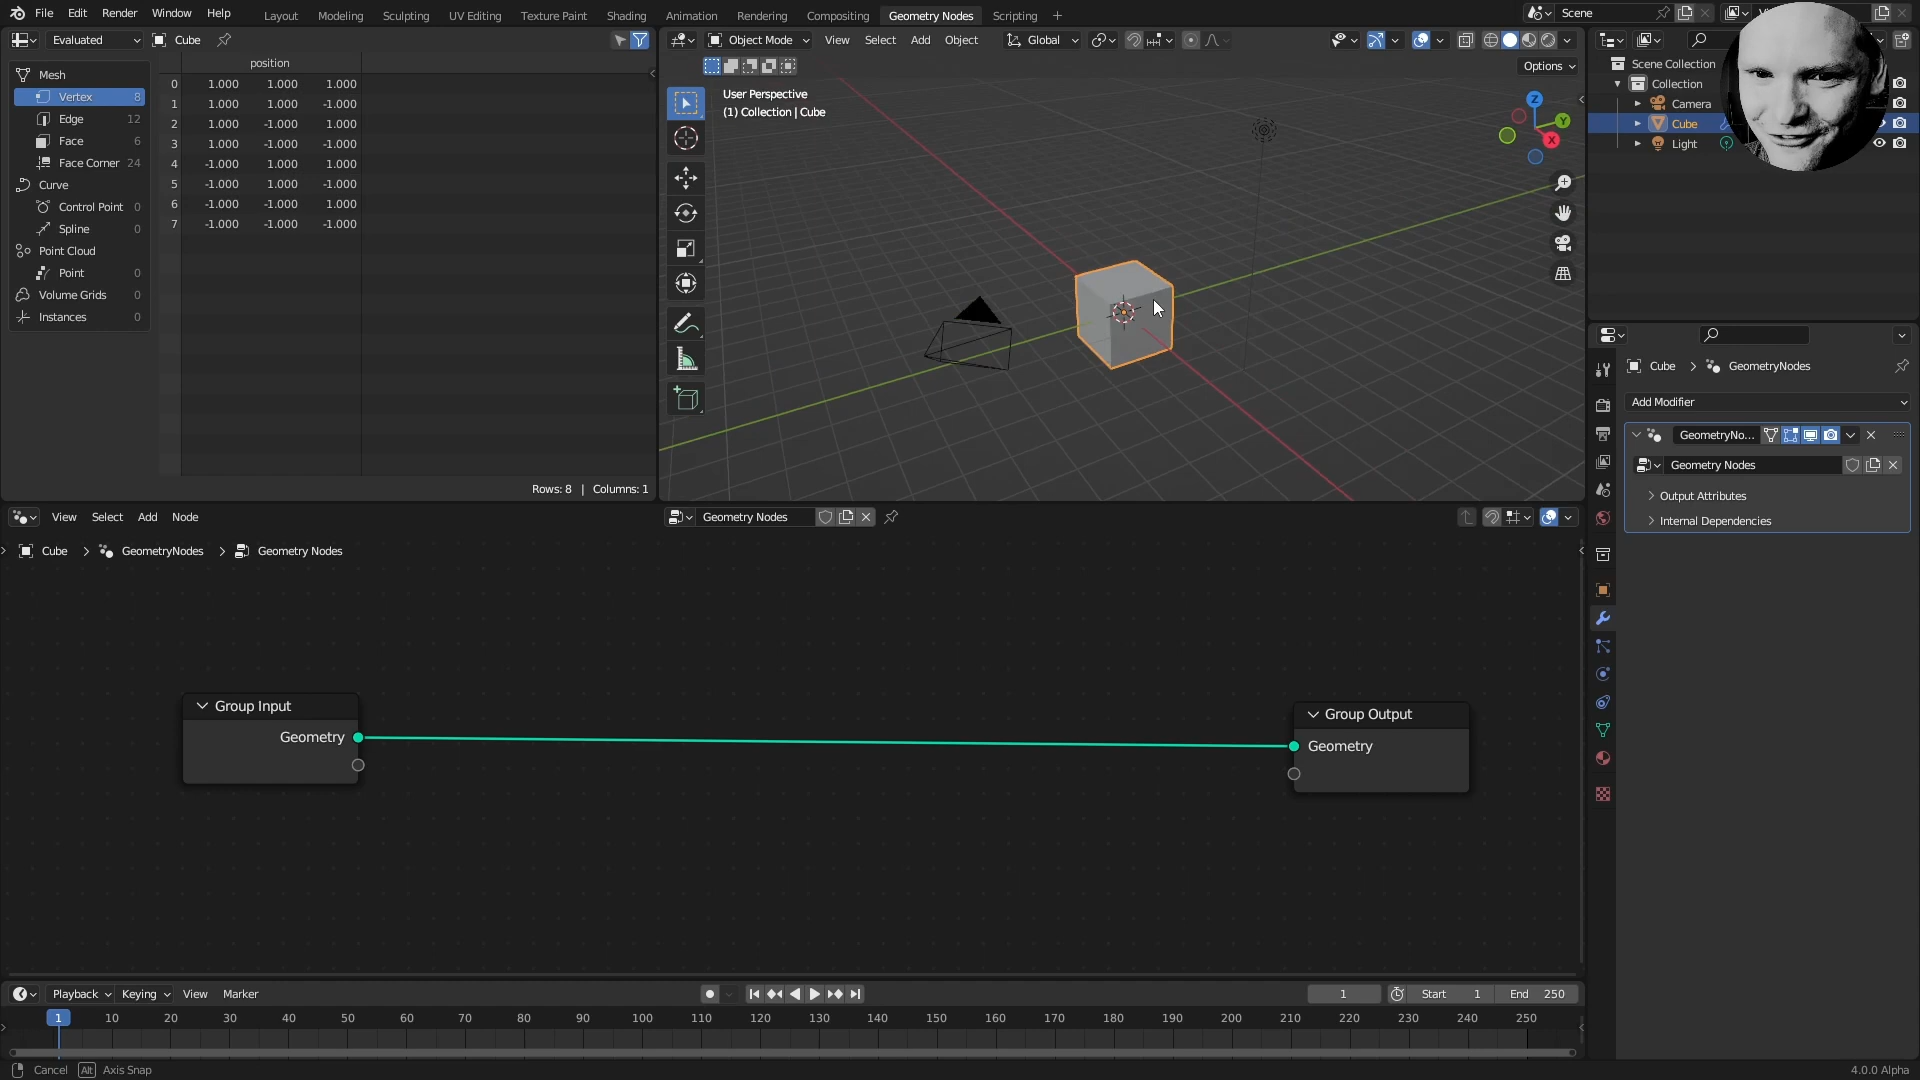 File Edit Render Window Help
Layout Modeling Sculpting UV Editing Texture Paint Shading Animation Rendering Compositing Geometry Nodes Scripting +
Scene
Evaluated
Cube
position
Mesh
Vertex 8
Edge 12
Face 6
Face Corner 24
Curve
Control Point 0
Spline 0
Point Cloud
Point 0
Volume Grids 0
Instances 0
0 1.000 1.000 1.000
1 1.000 1.000 -1.000
2 1.000 -1.000 1.000
3 1.000 -1.000 -1.000
4 -1.000 1.000 1.000
5 -1.000 1.000 -1.000
6 -1.000 -1.000 1.000
7 -1.000 -1.000 -1.000
Rows: 8 | Columns: 1
Object Mode View Select Add Object Global
Options
User Perspective
(1) Collection | Cube
Z
Y
X
Scene Collection
Collection
Camera
Cube
Light
Cube > GeometryNodes
Add Modifier
GeometryNo...
Geometry Nodes
Output Attributes
Internal Dependencies
View Select Add Node
Geometry Nodes
Cube > GeometryNodes > Geometry Nodes
Group Input
Geometry
Group Output
Geometry
Playback Keying View Marker
1 Start 1 End 250
1 10 20 30 40 50 60 70 80 90 100 110 120 130 140 150 160 170 180 190 200 210 220 230 240 250
Cancel Alt Axis Snap
4.0.0 Alpha